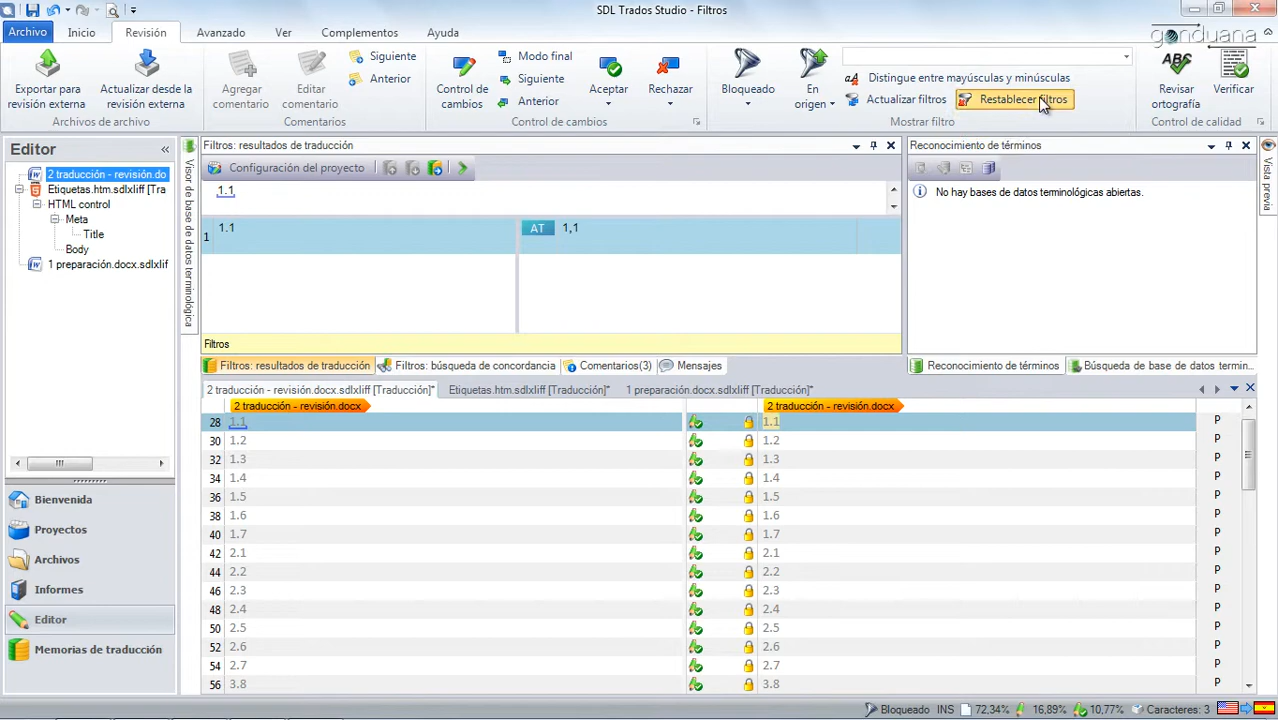 SDL Trados Studio - Filtros
gonduana
Archivo
Inicio
Revisión
Avanzado
Ver
Complementos
Ayuda
Exportar para
revisión externa
Actualizar desde la
revisión externa
Archivos de archivo
Agregar
comentario
Editar
comentario
Siguiente
Anterior
Comentarios
Control de
cambios
Modo final
Siguiente
Anterior
Aceptar
Rechazar
Control de cambios
Bloqueado
En
origen
Distingue entre mayúsculas y minúsculas
Actualizar filtros
Restablecer filtros
Mostrar filtro
ABC
Revisar
ortografía
Verificar
Control de calidad
Editor
2 traducción - revisión.do
Etiquetas.htm.sdlxliff [Tra
HTML control
Meta
Title
Body
1 preparación.docx.sdlxlif
Bienvenida
Proyectos
Archivos
Informes
Editor
Memorias de traducción
Visor de base de datos terminológica
Filtros: resultados de traducción
Configuración del proyecto
1.1
1 1.1 AT 1,1
Filtros
Filtros: resultados de traducción
Filtros: búsqueda de concordancia
Comentarios(3)
Mensajes
Reconocimiento de términos
No hay bases de datos terminológicas abiertas.
Reconocimiento de términos
Búsqueda de base de datos termin...
Vista previa
2 traducción - revisión.docx.sdlxliff [Traducción]*
Etiquetas.htm.sdlxliff [Traducción]*
1 preparación.docx.sdlxliff [Traducción]*
2 traducción - revisión.docx 2 traducción - revisión.docx
28 1.1 1.1 P
30 1.2 1.2 P
32 1.3 1.3 P
34 1.4 1.4 P
36 1.5 1.5 P
38 1.6 1.6 P
40 1.7 1.7 P
42 2.1 2.1 P
44 2.2 2.2 P
46 2.3 2.3 P
48 2.4 2.4 P
50 2.5 2.5 P
52 2.6 2.6 P
54 2.7 2.7 P
56 3.8 3.8 P
Bloqueado INS 72,34% 16,89% 10,77% Caracteres: 3